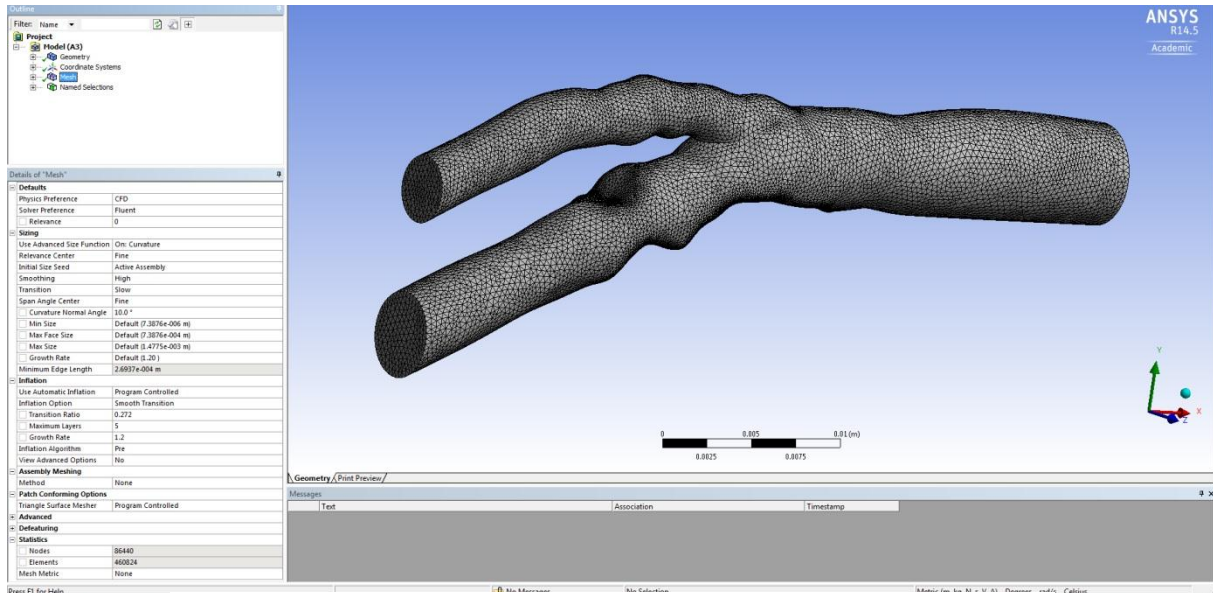 Outline
Filter: Name
Project
Model (A3)
Geometry
Coordinate Systems
Mesh
Named Selections
Details of "Mesh"
Defaults
Physics Preference CFD
Solver Preference Fluent
Relevance 0
Sizing
Use Advanced Size Function On: Curvature
Relevance Center Fine
Initial Size Seed Active Assembly
Smoothing High
Transition Slow
Span Angle Center Fine
Curvature Normal Angle 10.0 °
Min Size Default (7.3876e-006 m)
Max Face Size Default (7.3876e-004 m)
Max Size Default (1.4775e-003 m)
Growth Rate Default (1.20 )
Minimum Edge Length 2.6937e-004 m
Inflation
Use Automatic Inflation Program Controlled
Inflation Option Smooth Transition
Transition Ratio 0.272
Maximum Layers 5
Growth Rate 1.2
Inflation Algorithm Pre
View Advanced Options No
Assembly Meshing
Method None
Patch Conforming Options
Triangle Surface Mesher Program Controlled
Advanced
Defeaturing
Statistics
Nodes 86440
Elements 460824
Mesh Metric None
ANSYS
R14.5
Academic
Y
X
Z
0 0.005 0.01 (m)
0.0025 0.0075
Geometry Print Preview
Messages
Text Association Timestamp
Press F1 for Help No Messages No Selection Metric (m, kg, N, s, V, A) Degrees rad/s Celsius